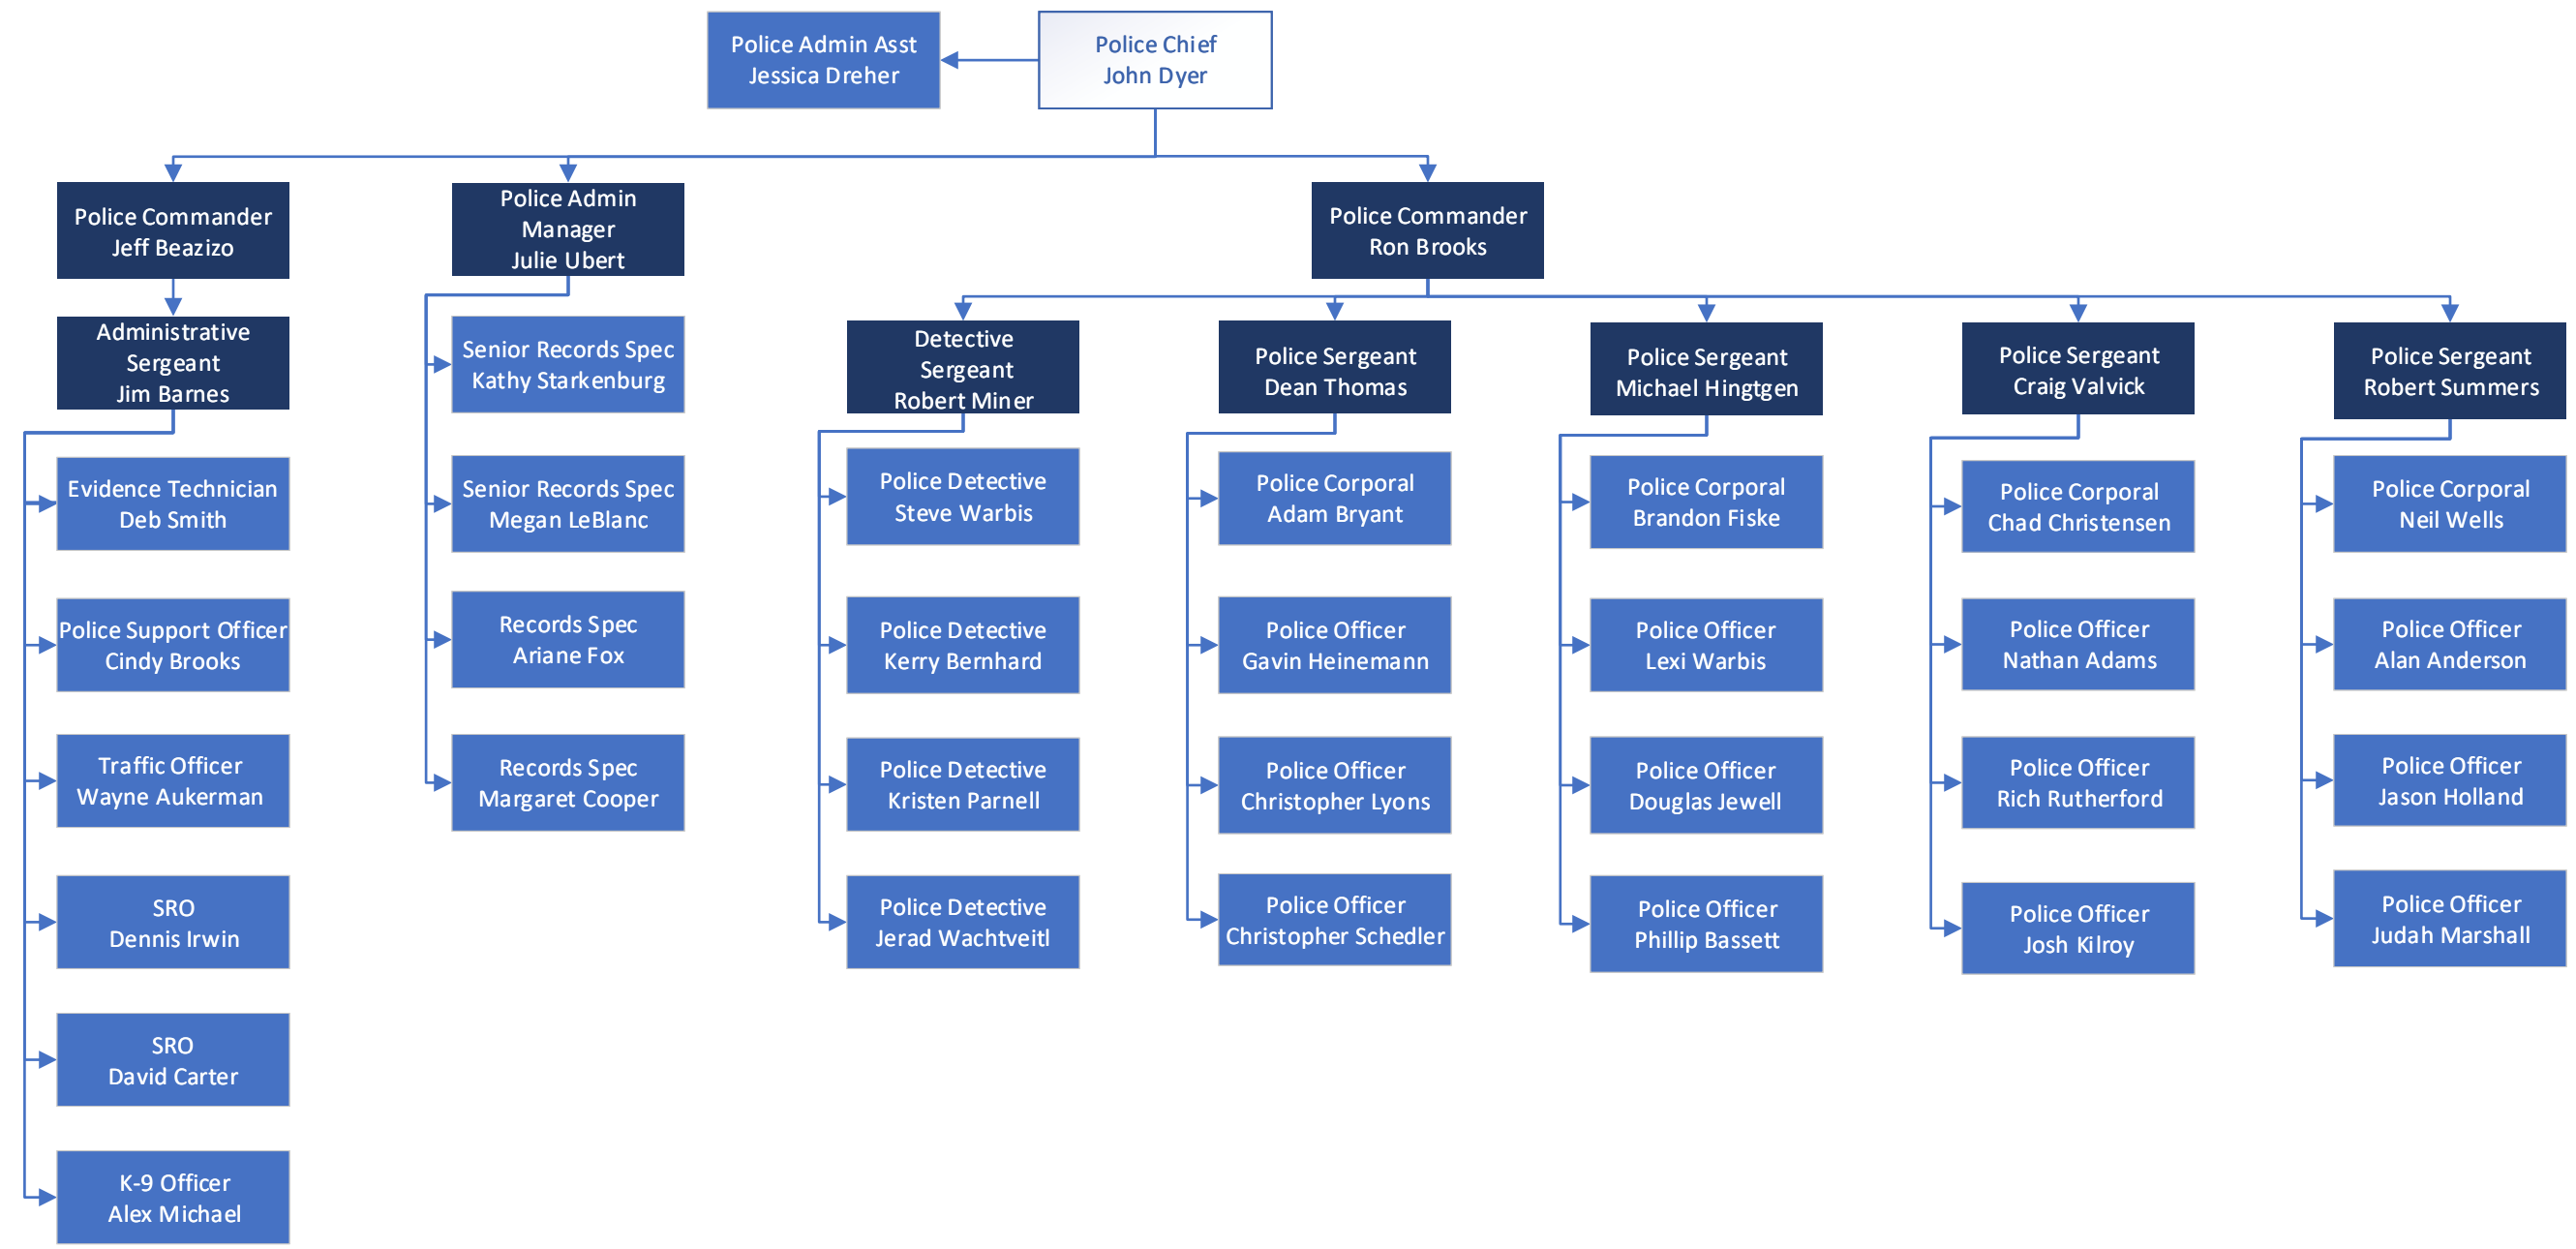 Police Admin Asst
Jessica Dreher
Police Chief
John Dyer
Police Commander
Jeff Beazizo
Police Admin
Manager
Julie Ubert
Police Commander
Ron Brooks
Administrative
Sergeant
Jim Barnes
Evidence Technician
Deb Smith
Police Support Officer
Cindy Brooks
Traffic Officer
Wayne Aukerman
SRO
Dennis Irwin
SRO
David Carter
K-9 Officer
Alex Michael
Senior Records Spec
Kathy Starkenburg
Senior Records Spec
Megan LeBlanc
Records Spec
Ariane Fox
Records Spec
Margaret Cooper
Detective
Sergeant
Robert Miner
Police Detective
Steve Warbis
Police Detective
Kerry Bernhard
Police Detective
Kristen Parnell
Police Detective
Jerad Wachtveitl
Police Sergeant
Dean Thomas
Police Corporal
Adam Bryant
Police Officer
Gavin Heinemann
Police Officer
Christopher Lyons
Police Officer
Christopher Schedler
Police Sergeant
Michael Hingtgen
Police Corporal
Brandon Fiske
Police Officer
Lexi Warbis
Police Officer
Douglas Jewell
Police Officer
Phillip Bassett
Police Sergeant
Craig Valvick
Police Corporal
Chad Christensen
Police Officer
Nathan Adams
Police Officer
Rich Rutherford
Police Officer
Josh Kilroy
Police Sergeant
Robert Summers
Police Corporal
Neil Wells
Police Officer
Alan Anderson
Police Officer
Jason Holland
Police Officer
Judah Marshall